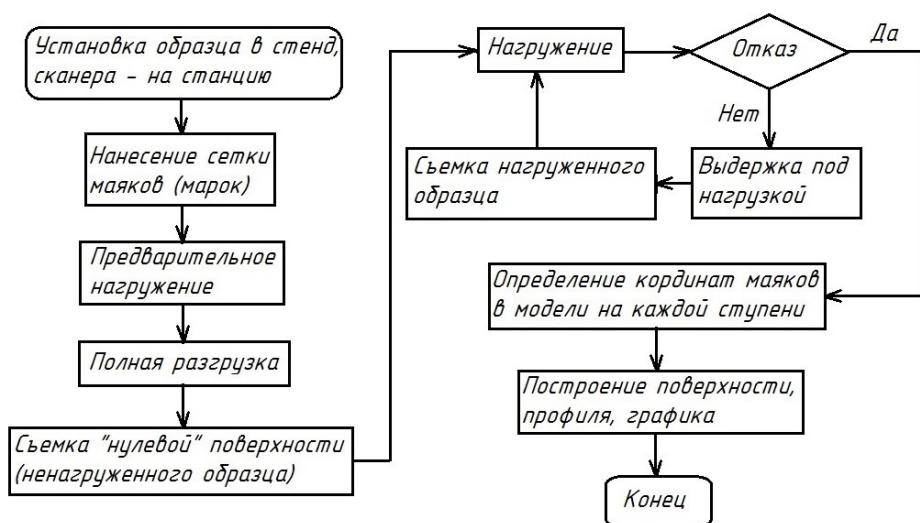 Установка образца в стенд,
сканера - на станцию
Нанесение сетки
маяков (марок)
Предварительное
нагружение
Полная разгрузка
Съемка "нулевой" поверхности
(ненагруженного образца)
Нагружение
Отказ
Да
Нет
Выдержка под
нагрузкой
Съемка нагруженного
образца
Определение кординат маяков
в модели на каждой ступени
Построение поверхности,
профиля, графика
Конец